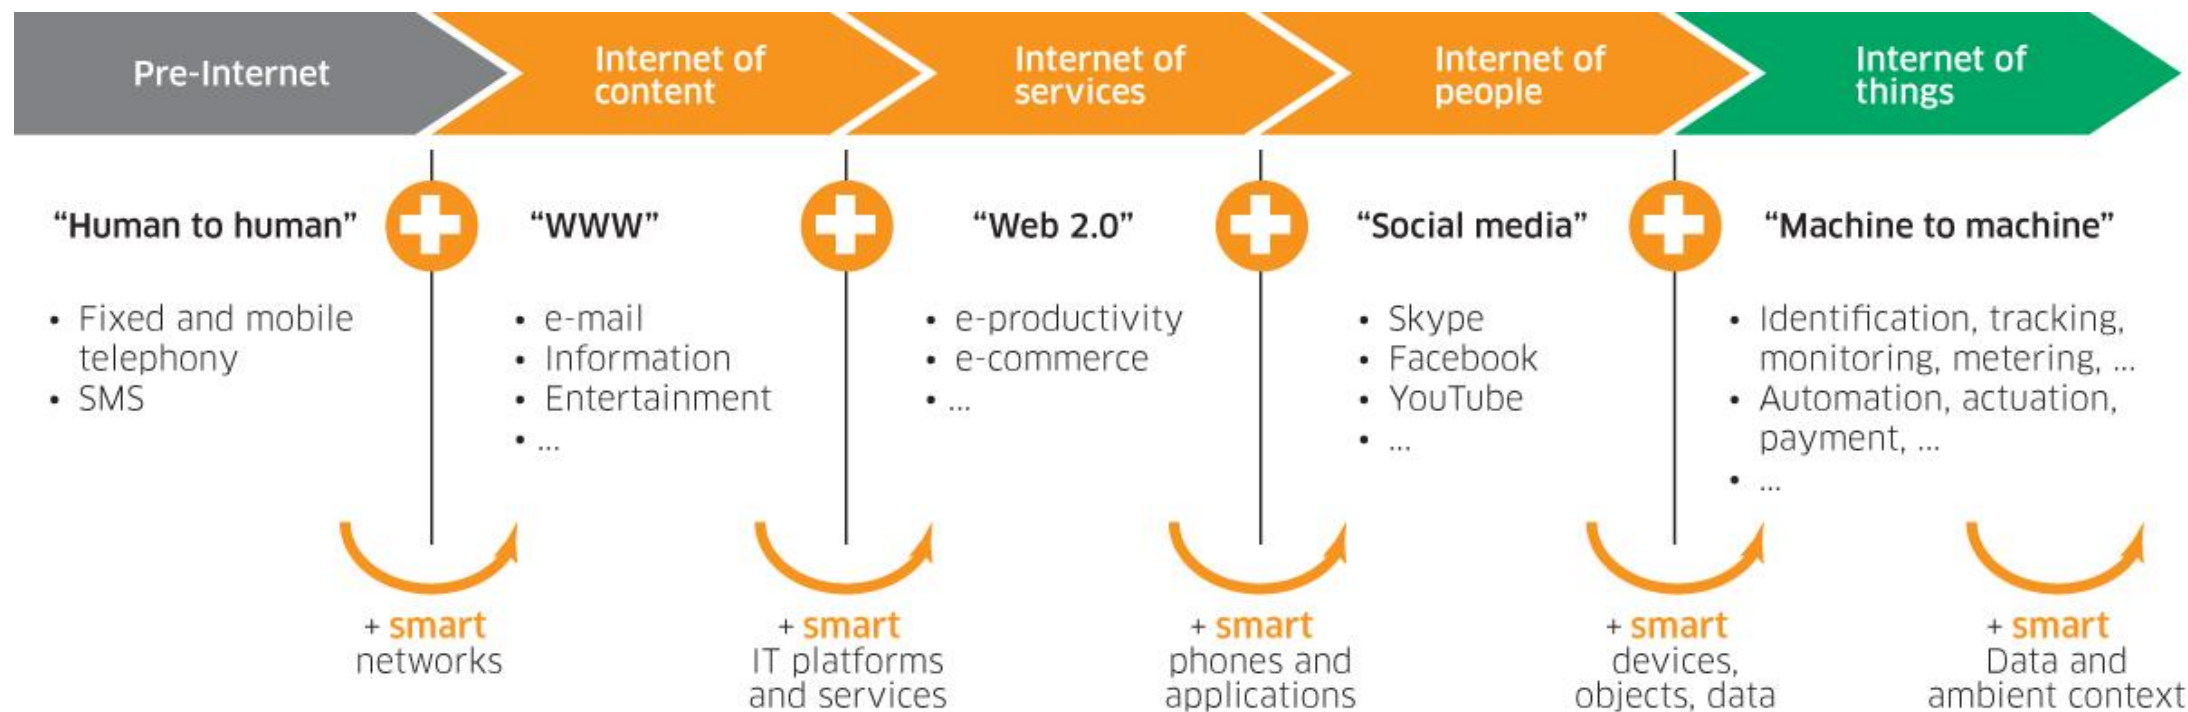 Pre-Internet
Internet of
content
Internet of
services
Internet of
people
Internet of
things
“Human to human”
“WWW”
“Web 2.0”
“Social media”
“Machine to machine”
• Fixed and mobile
telephony
• SMS
• e-mail
• Information
• Entertainment
• ...
• e-productivity
• e-commerce
• ...
• Skype
• Facebook
• YouTube
• ...
• Identification, tracking,
monitoring, metering, ...
• Automation, actuation,
payment, ...
• ...
+ smart
networks
+ smart
IT platforms
and services
+ smart
phones and
applications
+ smart
devices,
objects, data
+ smart
Data and
ambient context